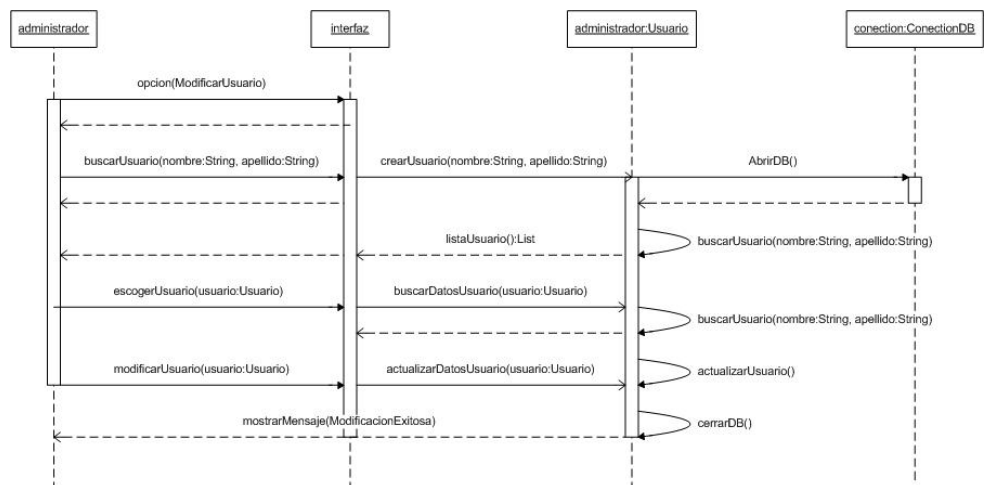 administrador
interfaz
administrador:Usuario
conection:ConectionDB
opcion(ModificarUsuario)
buscarUsuario(nombre:String, apellido:String)
crearUsuario(nombre:String, apellido:String)
AbrirDB()
listaUsuario():List
buscarUsuario(nombre:String, apellido:String)
escogerUsuario(usuario:Usuario)
buscarDatosUsuario(usuario:Usuario)
buscarUsuario(nombre:String, apellido:String)
modificarUsuario(usuario:Usuario)
actualizarDatosUsuario(usuario:Usuario)
actualizarUsuario()
mostrarMensaje(ModificacionExitosa)
cerrarDB()